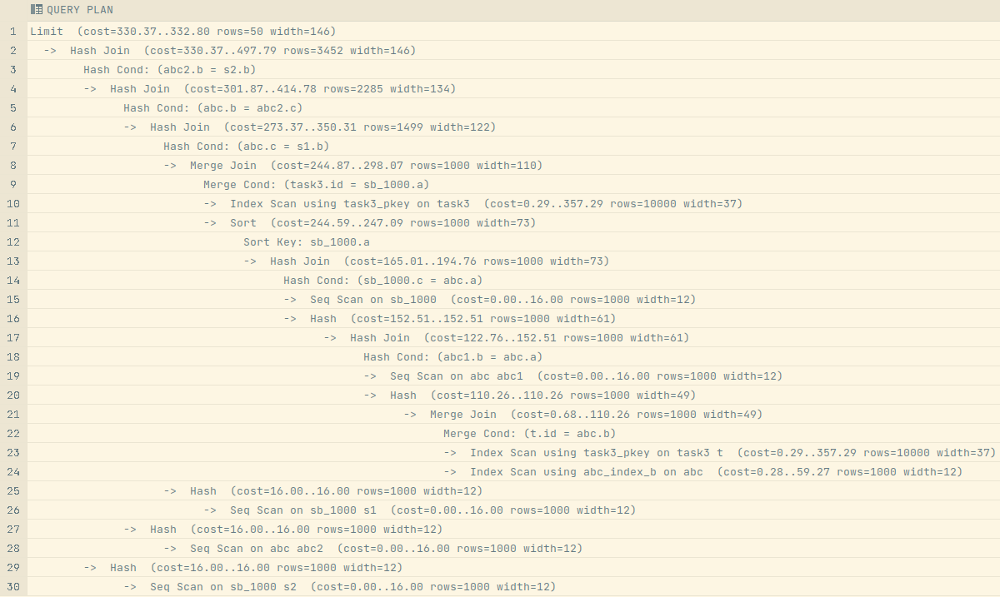 QUERY PLAN
1 Limit  (cost=330.37..332.80 rows=50 width=146)
2   ->  Hash Join  (cost=330.37..497.79 rows=3452 width=146)
3         Hash Cond: (abc2.b = s2.b)
4         ->  Hash Join  (cost=301.87..414.78 rows=2285 width=134)
5               Hash Cond: (abc.b = abc2.c)
6               ->  Hash Join  (cost=273.37..350.31 rows=1499 width=122)
7                     Hash Cond: (abc.c = s1.b)
8                     ->  Merge Join  (cost=244.87..298.07 rows=1000 width=110)
9                           Merge Cond: (task3.id = sb_1000.a)
10                           ->  Index Scan using task3_pkey on task3  (cost=0.29..357.29 rows=10000 width=37)
11                           ->  Sort  (cost=244.59..247.09 rows=1000 width=73)
12                                 Sort Key: sb_1000.a
13                                 ->  Hash Join  (cost=165.01..194.76 rows=1000 width=73)
14                                       Hash Cond: (sb_1000.c = abc.a)
15                                       ->  Seq Scan on sb_1000  (cost=0.00..16.00 rows=1000 width=12)
16                                       ->  Hash  (cost=152.51..152.51 rows=1000 width=61)
17                                             ->  Hash Join  (cost=122.76..152.51 rows=1000 width=61)
18                                                   Hash Cond: (abc1.b = abc.a)
19                                                   ->  Seq Scan on abc abc1  (cost=0.00..16.00 rows=1000 width=12)
20                                                   ->  Hash  (cost=110.26..110.26 rows=1000 width=49)
21                                                         ->  Merge Join  (cost=0.68..110.26 rows=1000 width=49)
22                                                               Merge Cond: (t.id = abc.b)
23                                                               ->  Index Scan using task3_pkey on task3 t  (cost=0.29..357.29 rows=10000 width=37)
24                                                               ->  Index Scan using abc_index_b on abc  (cost=0.28..59.27 rows=1000 width=12)
25                     ->  Hash  (cost=16.00..16.00 rows=1000 width=12)
26                           ->  Seq Scan on sb_1000 s1  (cost=0.00..16.00 rows=1000 width=12)
27               ->  Hash  (cost=16.00..16.00 rows=1000 width=12)
28                     ->  Seq Scan on abc abc2  (cost=0.00..16.00 rows=1000 width=12)
29         ->  Hash  (cost=16.00..16.00 rows=1000 width=12)
30               ->  Seq Scan on sb_1000 s2  (cost=0.00..16.00 rows=1000 width=12)